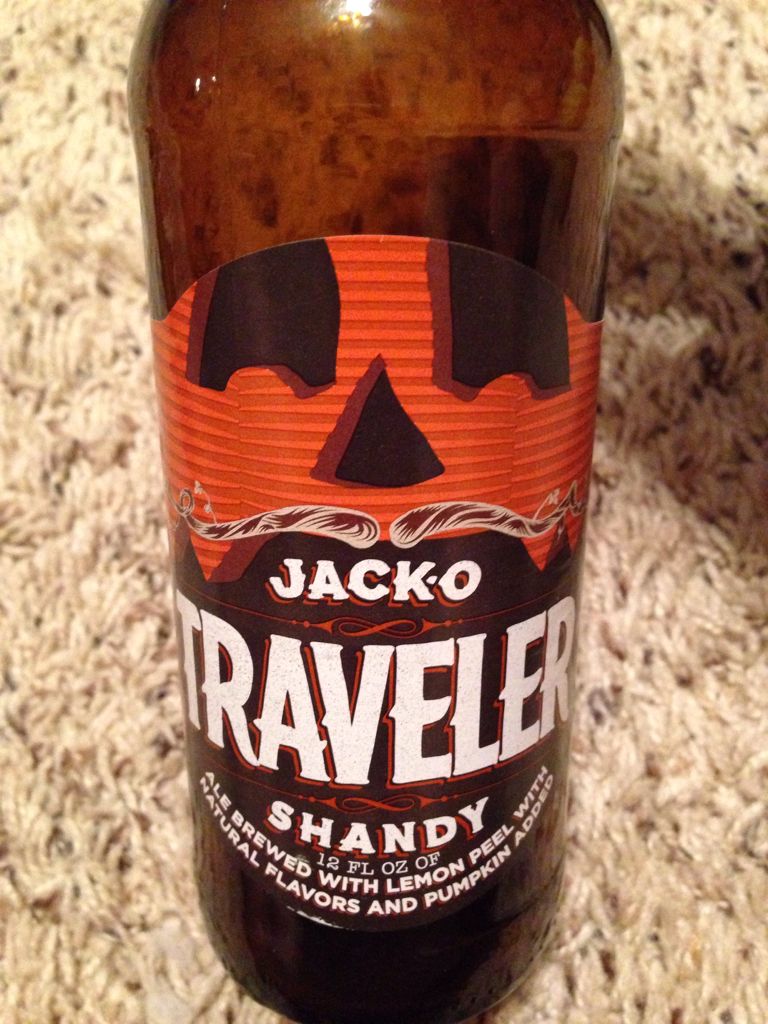 JACK-O
TRAVELER
SHANDY
12 FL OZ OF
ALE BREWED WITH LEMON PEEL WITH
NATURAL FLAVORS AND PUMPKIN ADDED